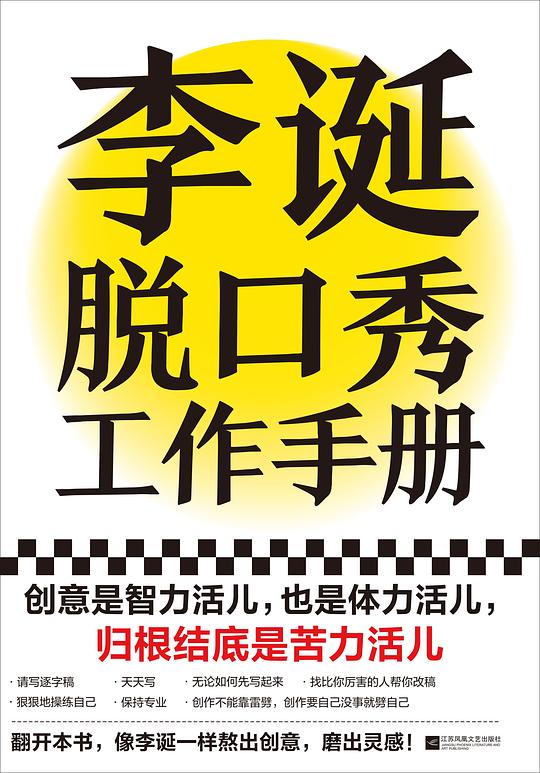 李诞
脱口秀
工作手册
创意是智力活儿，也是体力活儿，
归根结底是苦力活儿
· 请写逐字稿 · 天天写 · 无论如何先写起来 · 找比你厉害的人帮你改稿
· 狠狠地操练自己 · 保持专业 · 创作不能靠雷劈，创作要自己没事就劈自己
翻开本书，像李诞一样熬出创意，磨出灵感！
江苏凤凰文艺出版社
JIANGSU PHOENIX LITERATURE AND
ART PUBLISHING